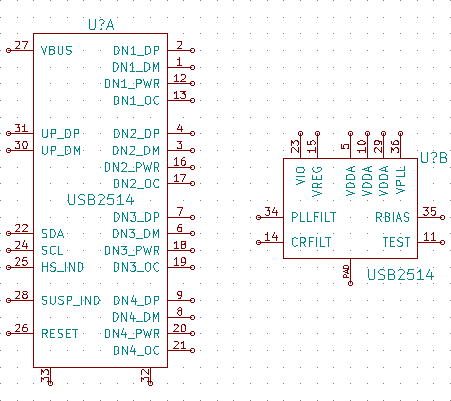 U?A
27 VBUS DN1_DP 2
DN1_DM 1
DN1_PWR 12
DN1_OC 13
31 UP_DP DN2_DP 4
30 UP_DM DN2_DM 3
DN2_PWR 16
DN2_OC 17
USB2514
DN3_DP 7
22 SDA DN3_DM 6
24 SCL DN3_PWR 18
25 HS_IND DN3_OC 19
28 SUSP_IND DN4_DP 9
DN4_DM 8
26 RESET DN4_PWR 20
DN4_OC 21
33 32
U?B
23 15 5 10 29 36
VIO VREG VDDA VDDA VDDA VPLL
34 PLLFILT RBIAS 35
14 CRFILT TEST 11
PAD
USB2514